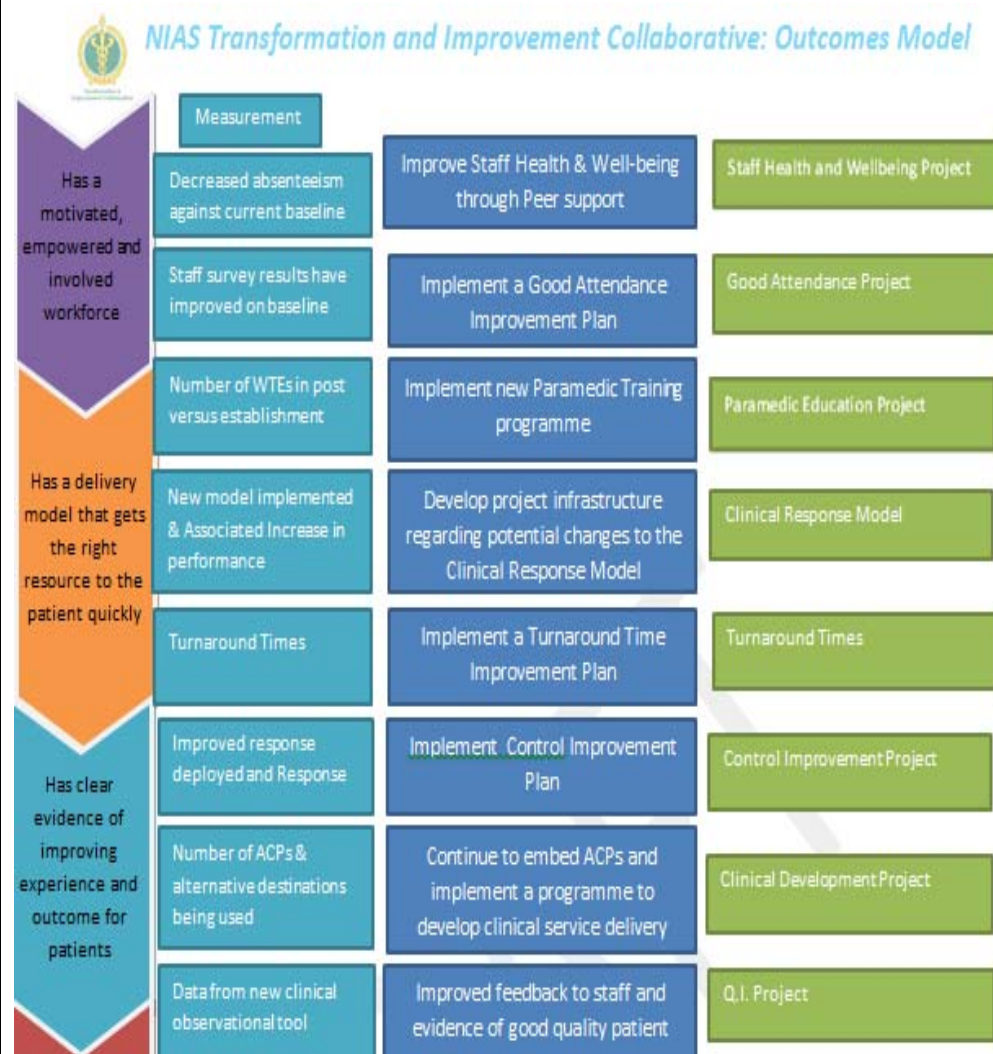 NIAS Transformation and Improvement Collaborative: Outcomes Model
Measurement
Has a
motivated,
empowered and
involved
workforce
Decreased absenteeism
against current baseline
Improve Staff Health & Well-being
through Peer support
Staff Health and Wellbeing Project
Staff survey results have
improved on baseline
Implement a Good Attendance
Improvement Plan
Good Attendance Project
Number of WTEs in post
versus establishment
Implement new Paramedic Training
programme
Paramedic Education Project
Has a delivery
model that gets
the right
resource to the
patient quickly
New model implemented
& Associated Increase in
performance
Develop project infrastructure
regarding potential changes to the
Clinical Response Model
Clinical Response Model
Turnaround Times
Implement a Turnaround Time
Improvement Plan
Turnaround Times
Has clear
evidence of
improving
experience and
outcome for
patients
Improved response
deployed and Response
Implement Control Improvement
Plan
Control Improvement Project
Number of ACPs &
alternative destinations
being used
Continue to embed ACPs and
implement a programme to
develop clinical service delivery
Clinical Development Project
Data from new clinical
observational tool
Improved feedback to staff and
evidence of good quality patient
Q.I. Project